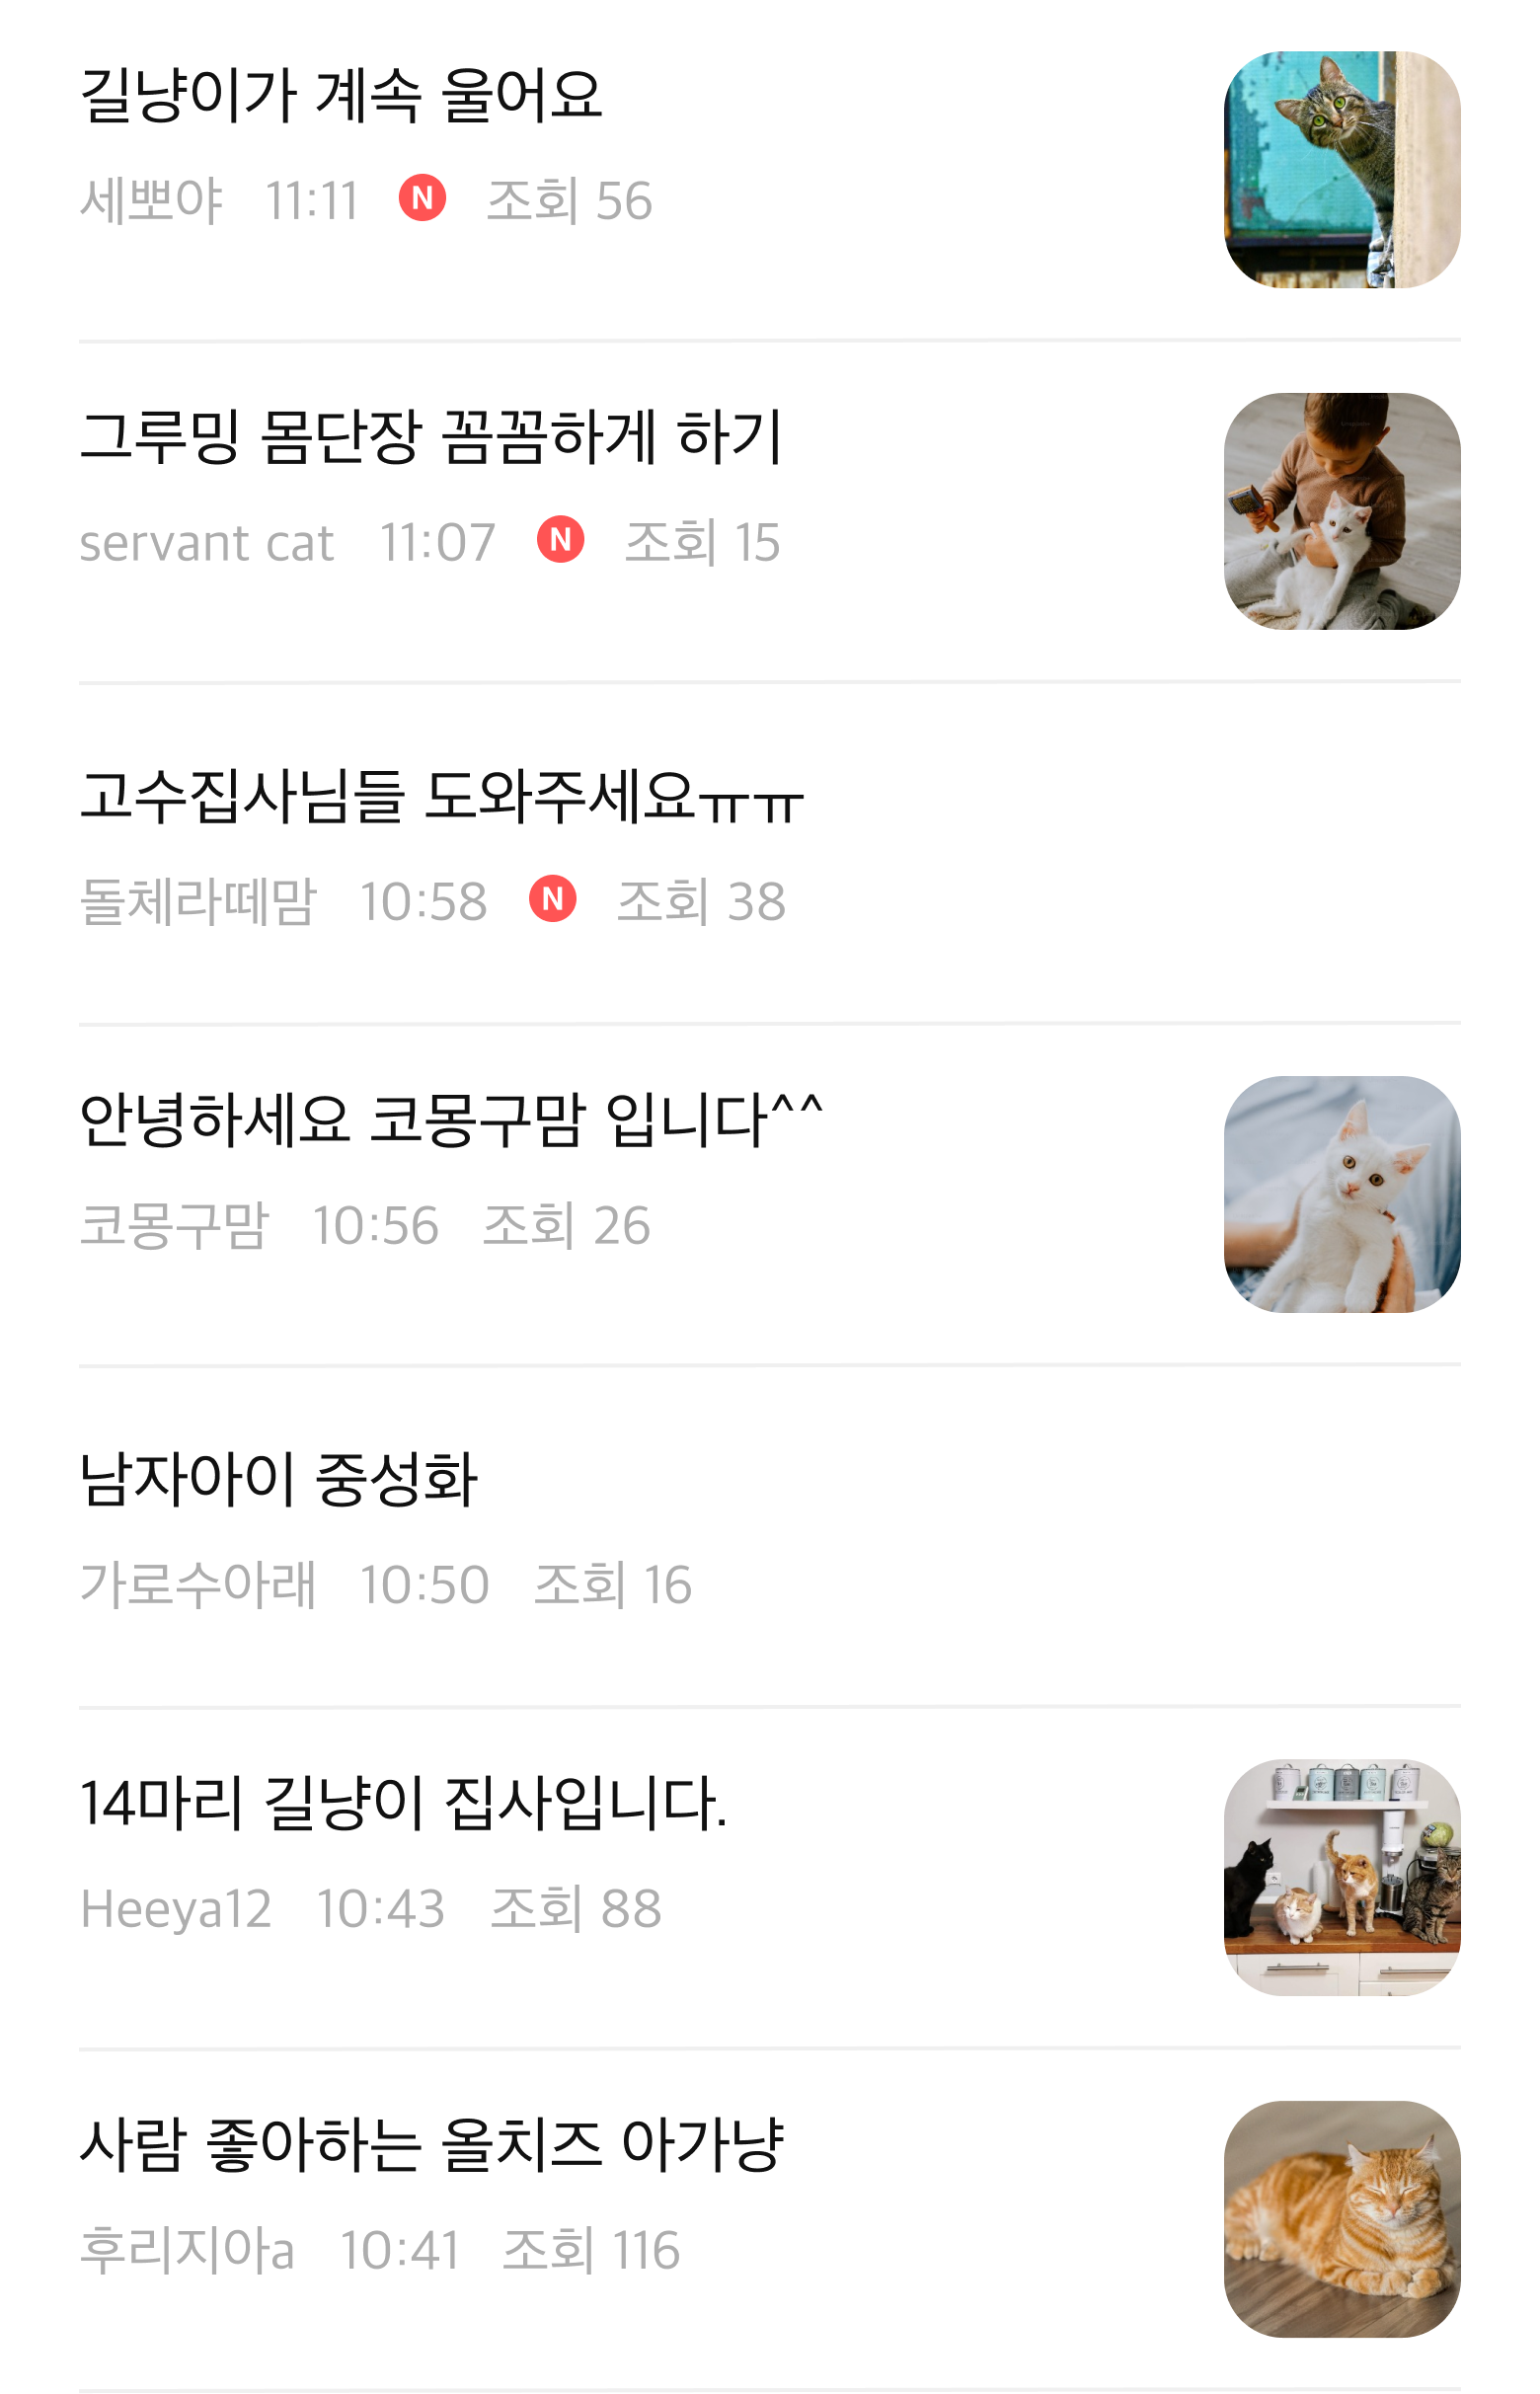 길냥이가 계속 울어요
세뽀야 11:11 N 조회 56
그루밍 몸단장 꼼꼼하게 하기
servant cat 11:07 N 조회 15
고수집사님들 도와주세요ㅠㅠ
돌체라떼맘 10:58 N 조회 38
안녕하세요 코몽구맘 입니다^^
코몽구맘 10:56 조회 26
남자아이 중성화
가로수아래 10:50 조회 16
14마리 길냥이 집사입니다.
Heeya12 10:43 조회 88
사람 좋아하는 올치즈 아가냥
후리지아a 10:41 조회 116